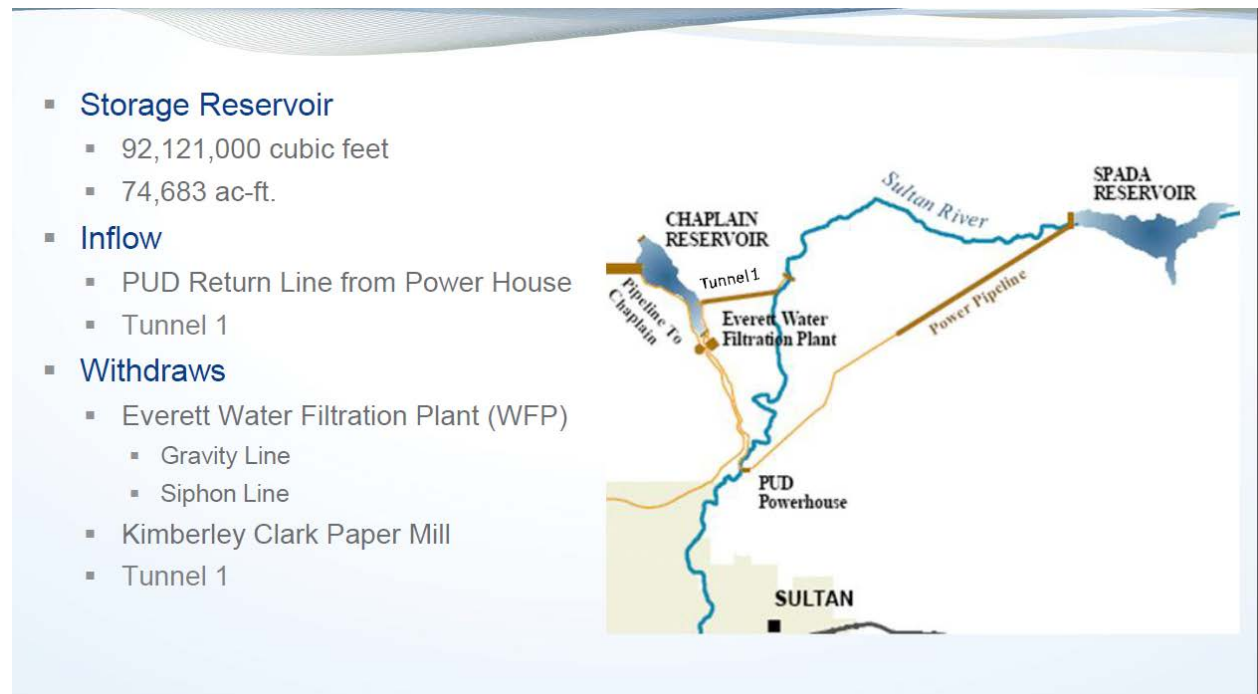 Storage Reservoir
92,121,000 cubic feet
74,683 ac-ft.
Inflow
PUD Return Line from Power House
Tunnel 1
Withdraws
Everett Water Filtration Plant (WFP)
Gravity Line
Siphon Line
Kimberley Clark Paper Mill
Tunnel 1
SPADA
RESERVOIR
Sultan River
CHAPLAIN
RESERVOIR
Tunnel 1
Pipeline To
Chaplain
Everett Water
Filtration Plant
Power Pipeline
PUD
Powerhouse
SULTAN